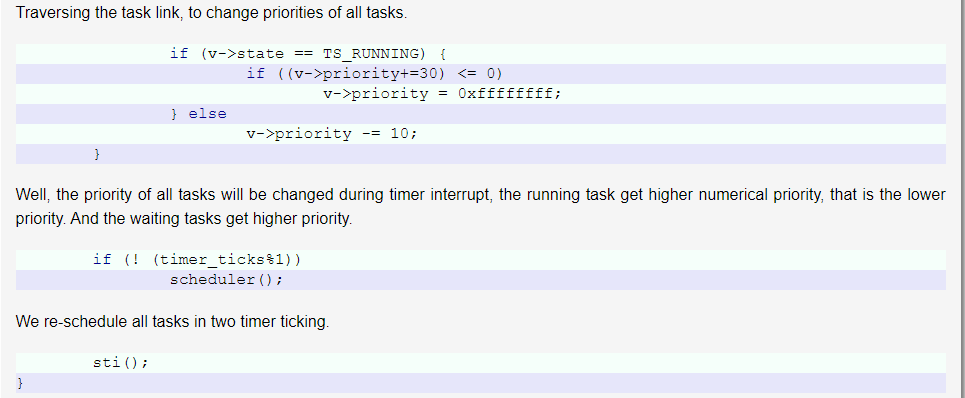 Traversing the task link, to change priorities of all tasks.
if (v->state == TS_RUNNING) {
if ((v->priority+=30) <= 0)
v->priority = 0xffffffff;
} else
v->priority -= 10;
}
Well, the priority of all tasks will be changed during timer interrupt, the running task get higher numerical priority, that is the lower
priority. And the waiting tasks get higher priority.
if (! (timer_ticks%1))
scheduler();
We re-schedule all tasks in two timer ticking.
sti();
}